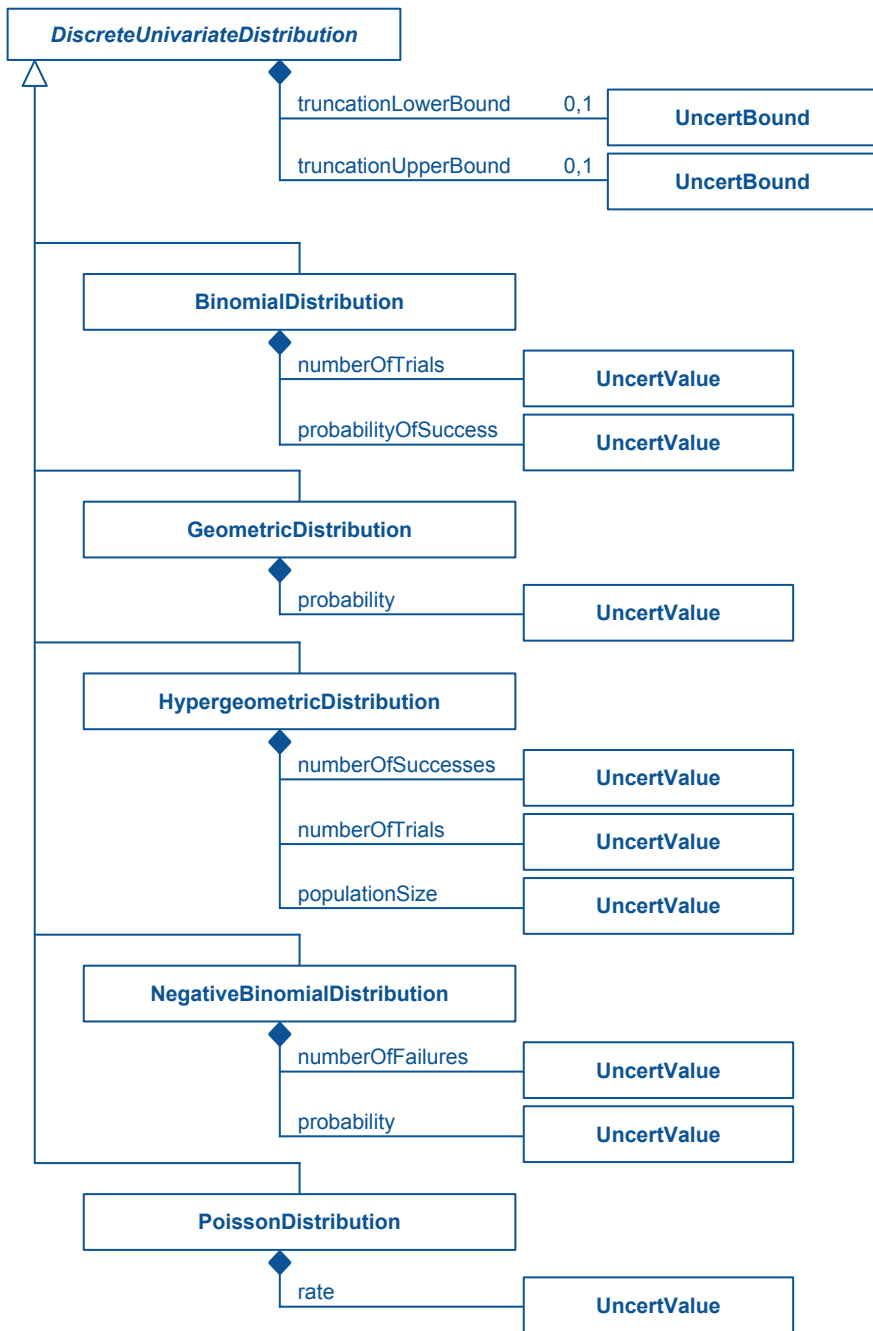 DiscreteUnivariateDistribution
truncationLowerBound 0,1 UncertBound
truncationUpperBound 0,1 UncertBound
BinomialDistribution
numberOfTrials UncertValue
probabilityOfSuccess UncertValue
GeometricDistribution
probability UncertValue
HypergeometricDistribution
numberOfSuccesses UncertValue
numberOfTrials UncertValue
populationSize UncertValue
NegativeBinomialDistribution
numberOfFailures UncertValue
probability UncertValue
PoissonDistribution
rate UncertValue